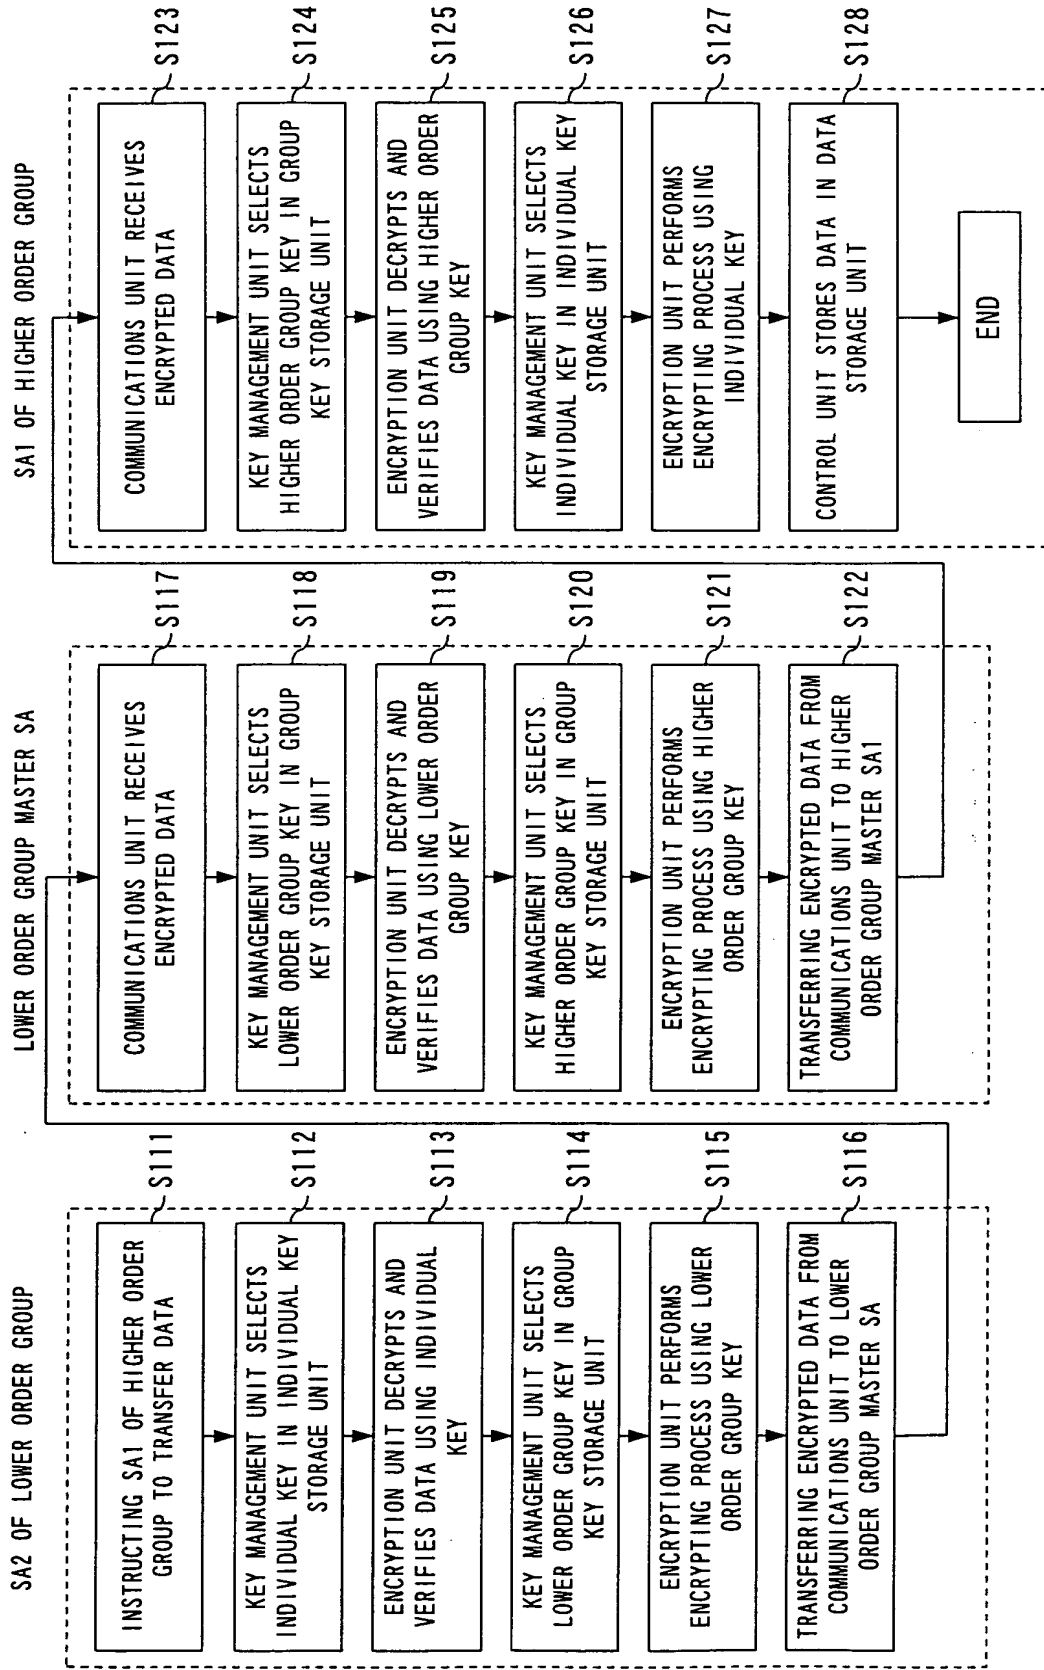 SA2 OF LOWER ORDER GROUP
INSTRUCTING SA1 OF HIGHER ORDER
GROUP TO TRANSFER DATA
S111
KEY MANAGEMENT UNIT SELECTS
INDIVIDUAL KEY IN INDIVIDUAL KEY
STORAGE UNIT
S112
ENCRYPTION UNIT DECRYPTS AND
VERIFIES DATA USING INDIVIDUAL
KEY
S113
KEY MANAGEMENT UNIT SELECTS
LOWER ORDER GROUP KEY IN GROUP
KEY STORAGE UNIT
S114
ENCRYPTION UNIT PERFORMS
ENCRYPTING PROCESS USING LOWER
ORDER GROUP KEY
S115
TRANSFERRING ENCRYPTED DATA FROM
COMMUNICATIONS UNIT TO LOWER
ORDER GROUP MASTER SA
S116
LOWER ORDER GROUP MASTER SA
COMMUNICATIONS UNIT RECEIVES
ENCRYPTED DATA
S117
KEY MANAGEMENT UNIT SELECTS
LOWER ORDER GROUP KEY IN GROUP
KEY STORAGE UNIT
S118
ENCRYPTION UNIT DECRYPTS AND
VERIFIES DATA USING LOWER ORDER
GROUP KEY
S119
KEY MANAGEMENT UNIT SELECTS
HIGHER ORDER GROUP KEY IN GROUP
KEY STORAGE UNIT
S120
ENCRYPTION UNIT PERFORMS
ENCRYPTING PROCESS USING HIGHER
ORDER GROUP KEY
S121
TRANSFERRING ENCRYPTED DATA FROM
COMMUNICATIONS UNIT TO HIGHER
ORDER GROUP MASTER SA1
S122
SA1 OF HIGHER ORDER GROUP
COMMUNICATIONS UNIT RECEIVES
ENCRYPTED DATA
S123
KEY MANAGEMENT UNIT SELECTS
HIGHER ORDER GROUP KEY IN GROUP
KEY STORAGE UNIT
S124
ENCRYPTION UNIT DECRYPTS AND
VERIFIES DATA USING HIGHER ORDER
GROUP KEY
S125
KEY MANAGEMENT UNIT SELECTS
INDIVIDUAL KEY IN INDIVIDUAL KEY
STORAGE UNIT
S126
ENCRYPTION UNIT PERFORMS
ENCRYPTING PROCESS USING
INDIVIDUAL KEY
S127
CONTROL UNIT STORES DATA IN DATA
STORAGE UNIT
S128
END